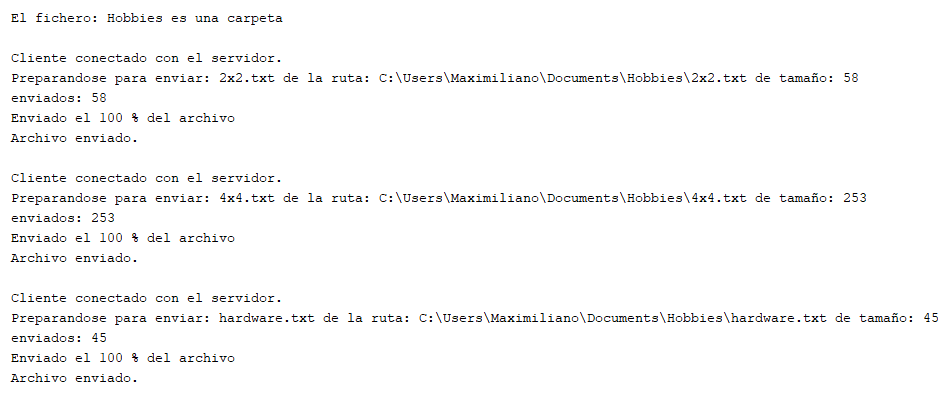 El fichero: Hobbies es una carpeta
Cliente conectado con el servidor.
Preparandose para enviar: 2x2.txt de la ruta: C:\Users\Maximiliano\Documents\Hobbies\2x2.txt de tamaño: 58
enviados: 58
Enviado el 100 % del archivo
Archivo enviado.
Cliente conectado con el servidor.
Preparandose para enviar: 4x4.txt de la ruta: C:\Users\Maximiliano\Documents\Hobbies\4x4.txt de tamaño: 253
enviados: 253
Enviado el 100 % del archivo
Archivo enviado.
Cliente conectado con el servidor.
Preparandose para enviar: hardware.txt de la ruta: C:\Users\Maximiliano\Documents\Hobbies\hardware.txt de tamaño: 45
enviados: 45
Enviado el 100 % del archivo
Archivo enviado.